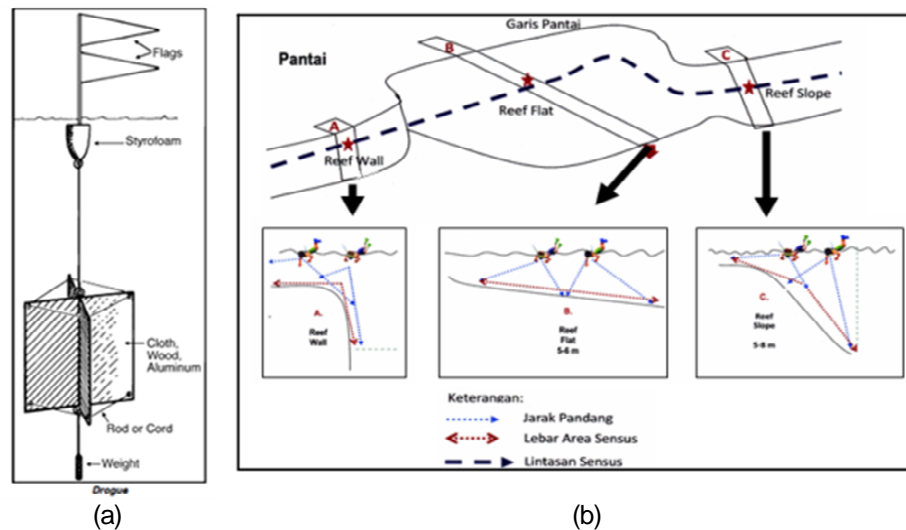 Flags
Styrofoam
Cloth,
Wood,
Aluminum
Rod or Cord
Weight
Drogue
(a)
Garis Pantai
Pantai
B
C
A
Reef Flat
Reef Slope
Reef Wall
A.
Reef
Wall
B.
Reef
Flat
5-6 m
C.
Reef
Slope
5-8 m
Keterangan:
Jarak Pandang
Lebar Area Sensus
Lintasan Sensus
(b)